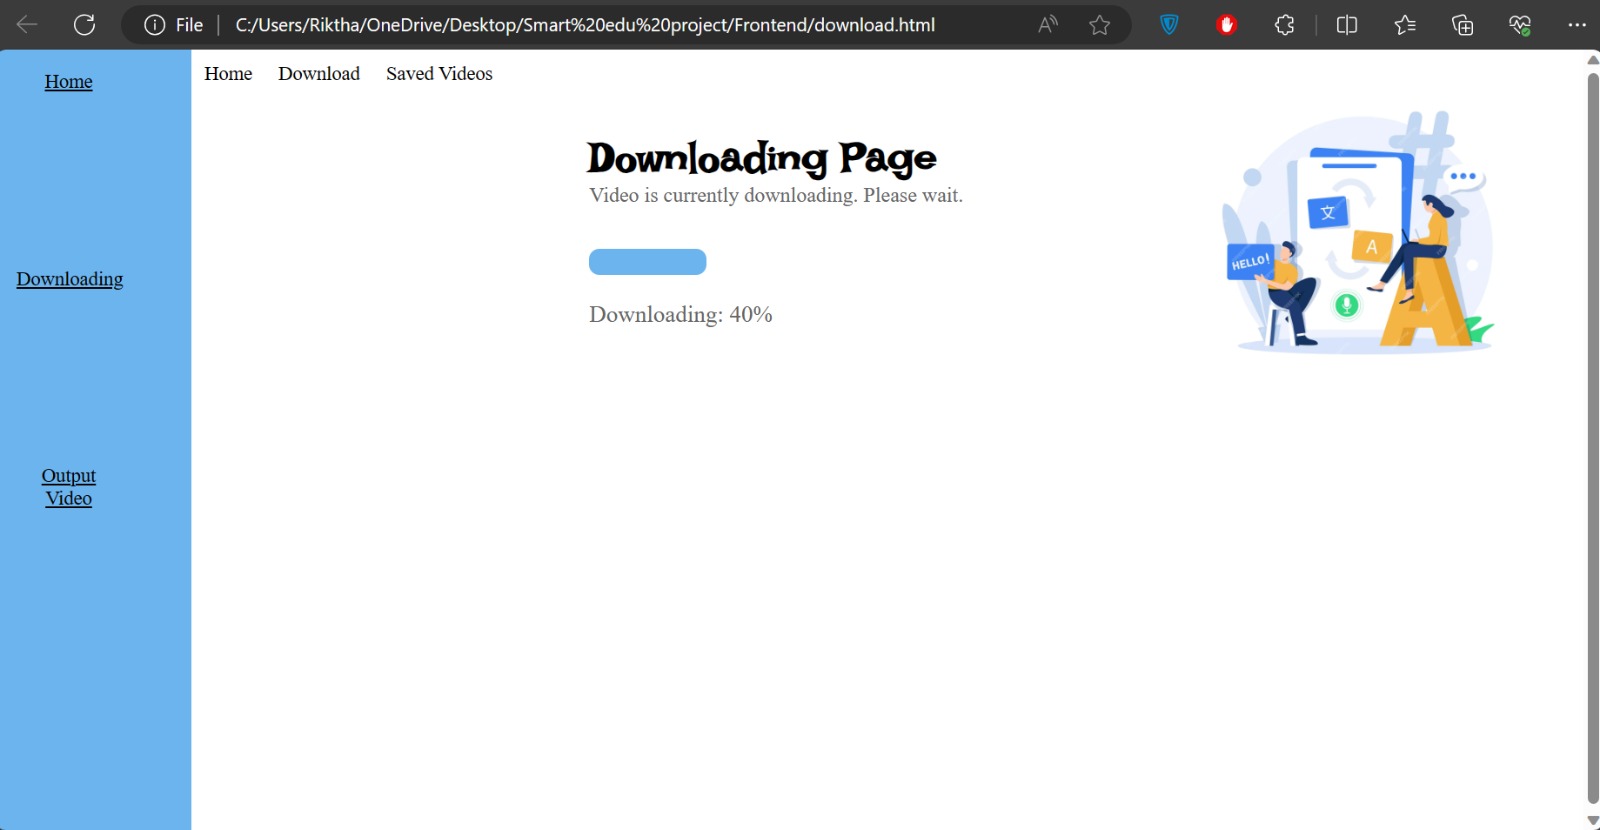 File
C:/Users/Riktha/OneDrive/Desktop/Smart%20edu%20project/Frontend/download.html
Home
Downloading
Output
Video
Home Download Saved Videos
Downloading Page
Video is currently downloading. Please wait.
Downloading: 40%
文
A
HELLO!